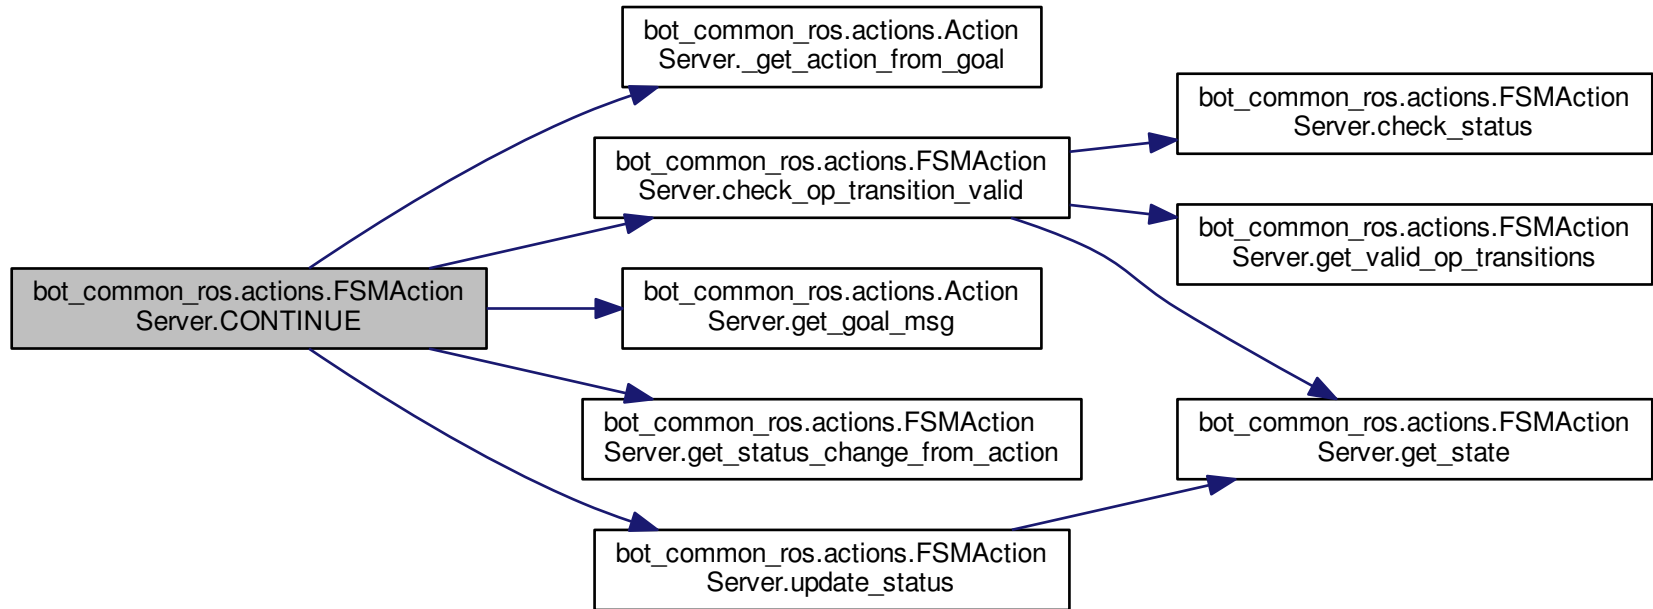 bot_common_ros.actions.Action
Server._get_action_from_goal
bot_common_ros.actions.FSMAction
Server.check_status
bot_common_ros.actions.FSMAction
Server.check_op_transition_valid
bot_common_ros.actions.FSMAction
Server.get_valid_op_transitions
bot_common_ros.actions.FSMAction
Server.CONTINUE
bot_common_ros.actions.Action
Server.get_goal_msg
bot_common_ros.actions.FSMAction
Server.get_status_change_from_action
bot_common_ros.actions.FSMAction
Server.get_state
bot_common_ros.actions.FSMAction
Server.update_status